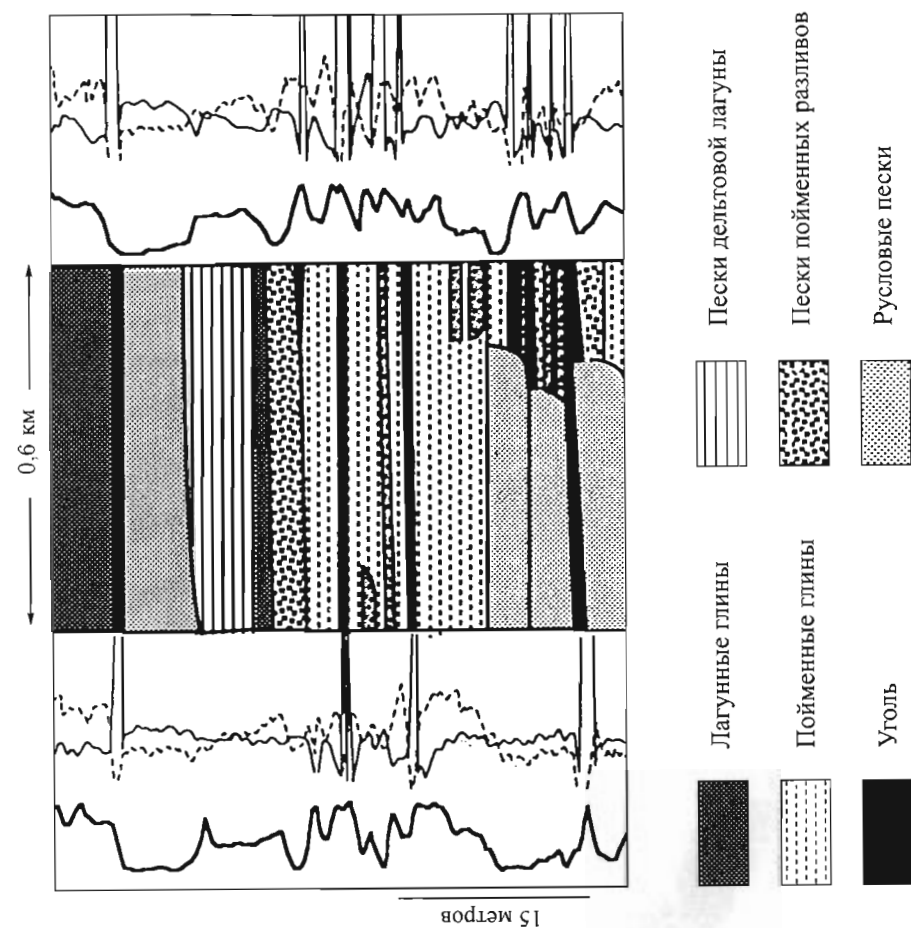 0,6 км
15 метров
Лагунные глины
Пойменные глины
Уголь
Пески дельтовой лагуны
Пески пойменных разливов
Русловые пески